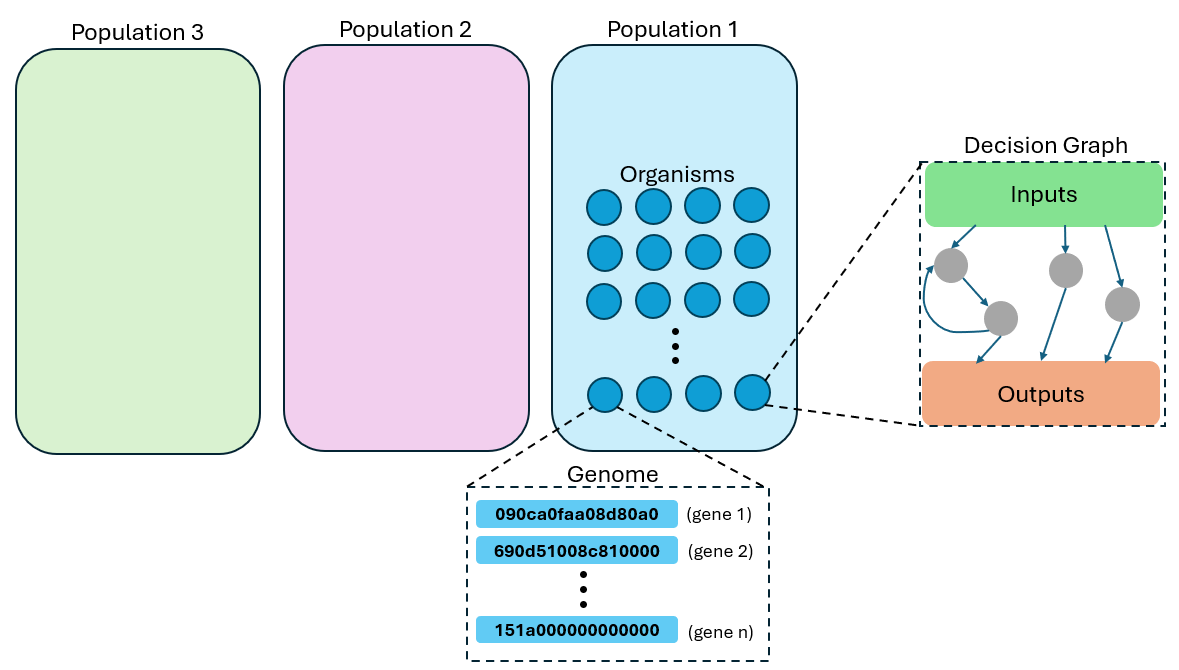 Population 3
Population 2
Population 1
Organisms
Decision Graph
Inputs
Outputs
Genome
090ca0faa08d80a0 (gene 1)
690d51008c810000 (gene 2)
151a000000000000 (gene n)